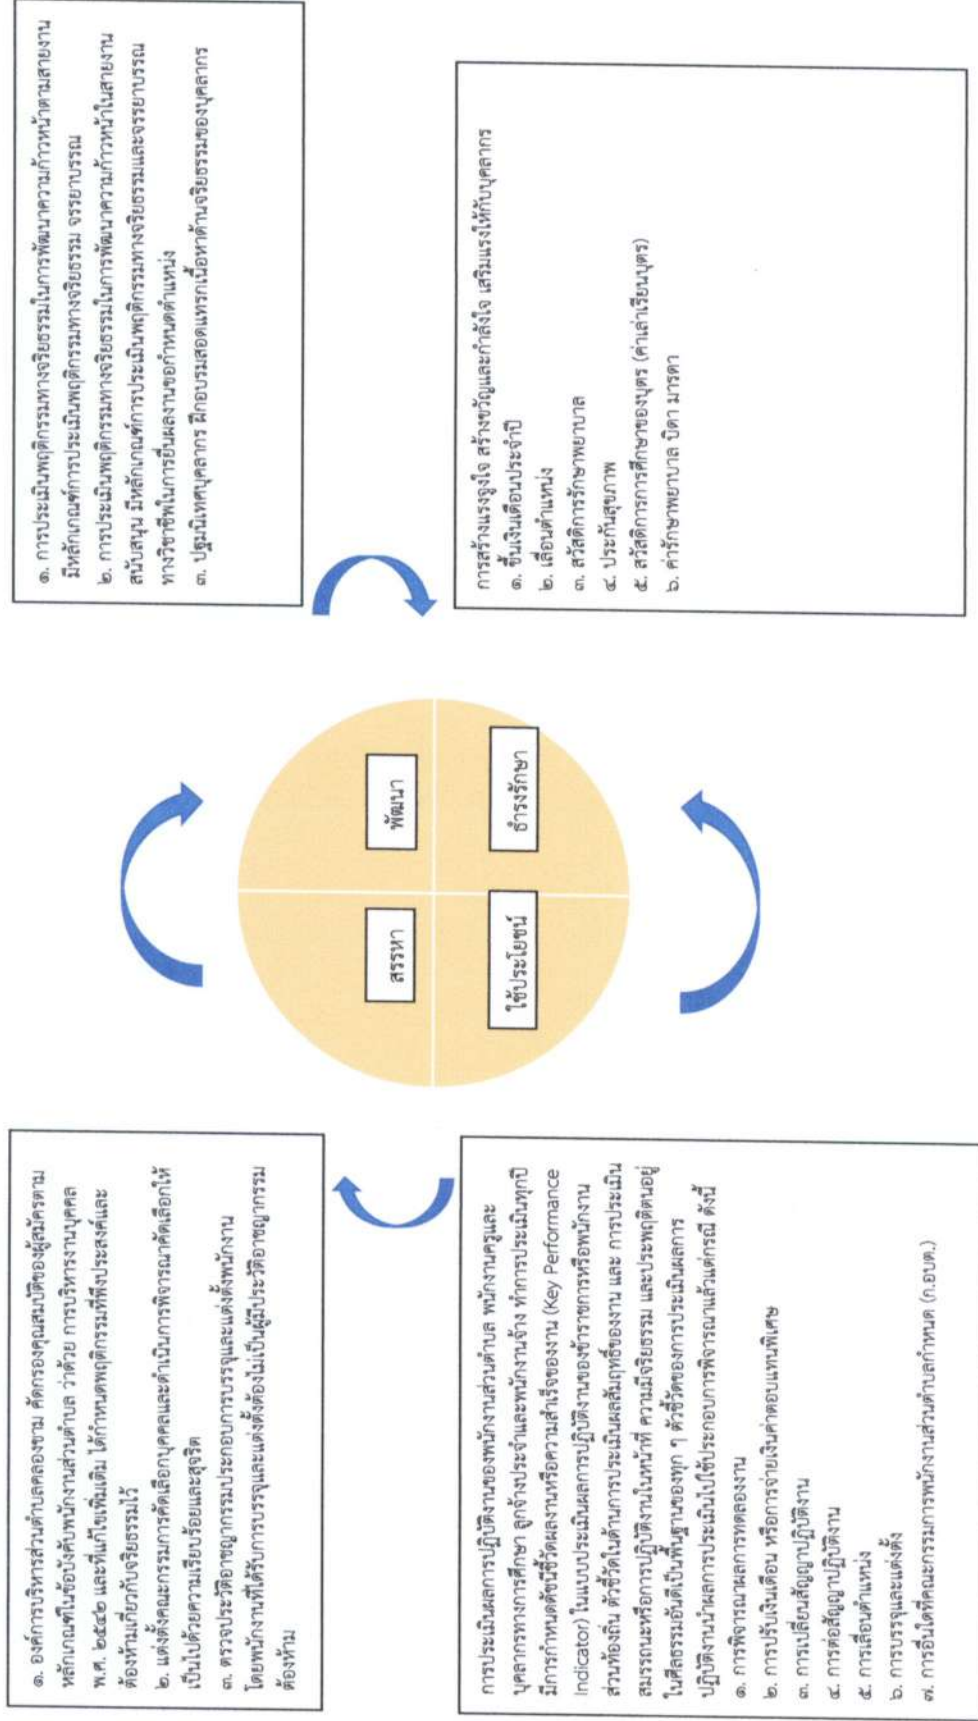 ๑. องค์การบริหารส่วนตำบลคลองขาม คัดกรองคุณสมบัติของผู้สมัครตาม
หลักเกณฑ์ในข้อบังคับพนักงานส่วนตำบล ว่าด้วย การบริหารงานบุคคล
พ.ศ. ๒๕๔๒ และที่แก้ไขเพิ่มเติม ได้กำหนดพฤติกรรมที่พึงประสงค์และ
ต้องห้ามเกี่ยวกับจริยธรรมไว้
๒. แต่งตั้งคณะกรรมการคัดเลือกบุคคลและดำเนินการพิจารณาคัดเลือกให้
เป็นไปด้วยความเรียบร้อยและสุจริต
๓. ตรวจประวัติอาชญากรรมประกอบการบรรจุและแต่งตั้งพนักงาน
โดยพนักงานที่ได้รับการบรรจุและแต่งตั้งต้องไม่เป็นผู้มีประวัติอาชญากรรม
ต้องห้าม
๑. การประเมินพฤติกรรมทางจริยธรรมในการพัฒนาความก้าวหน้าตามสายงาน
มีหลักเกณฑ์การประเมินพฤติกรรมทางจริยธรรม จรรยาบรรณ
๒. การประเมินพฤติกรรมทางจริยธรรมในการพัฒนาความก้าวหน้าในสายงาน
สนับสนุน มีหลักเกณฑ์การประเมินพฤติกรรมทางจริยธรรมและจรรยาบรรณ
ทางวิชาชีพในการยื่นผลงานขอกำหนดตำแหน่ง
๓. ปฐมนิเทศบุคลากร ฝึกอบรมสอดแทรกเนื้อหาด้านจริยธรรมของบุคลากร
สรรหา
พัฒนา
ใช้ประโยชน์
ธำรงรักษา
การประเมินผลการปฏิบัติงานของพนักงานส่วนตำบล พนักงานครูและ
บุคลากรทางการศึกษา ลูกจ้างประจำและพนักงานจ้าง ทำการประเมินทุกปี
มีการกำหนดดัชนีชี้วัดผลงานหรือความสำเร็จของงาน (Key Performance
Indicator) ในแบบประเมินผลการปฏิบัติงานของข้าราชการหรือพนักงาน
ส่วนท้องถิ่น ตัวชี้วัดในด้านการประเมินผลสัมฤทธิ์ของงาน และ การประเมิน
สมรรถนะหรือการปฏิบัติงานในหน้าที่ ความมีจริยธรรม และประพฤติตนอยู่
ในศีลธรรมอันดีเป็นพื้นฐานของทุก ๆ ตัวชี้วัดของการประเมินผลการ
ปฏิบัติงานนำผลการประเมินไปใช้ประกอบการพิจารณาแล้วแต่กรณี ดังนี้
๑. การพิจารณาผลการทดลองงาน
๒. การปรับเงินเดือน หรือการจ่ายเงินค่าตอบแทนพิเศษ
๓. การเปลี่ยนสัญญาปฏิบัติงาน
๔. การต่อสัญญาปฏิบัติงาน
๕. การเลื่อนตำแหน่ง
๖. การบรรจุและแต่งตั้ง
๗. การอื่นใดที่คณะกรรมการพนักงานส่วนตำบลกำหนด (ก.อบต.)
การสร้างแรงจูงใจ สร้างขวัญและกำลังใจ เสริมแรงให้กับบุคลากร
๑. ขึ้นเงินเดือนประจำปี
๒. เลื่อนตำแหน่ง
๓. สวัสดิการรักษาพยาบาล
๔. ประกันสุขภาพ
๕. สวัสดิการการศึกษาของบุตร (ค่าเล่าเรียนบุตร)
๖. ค่ารักษาพยาบาล บิดา มารดา